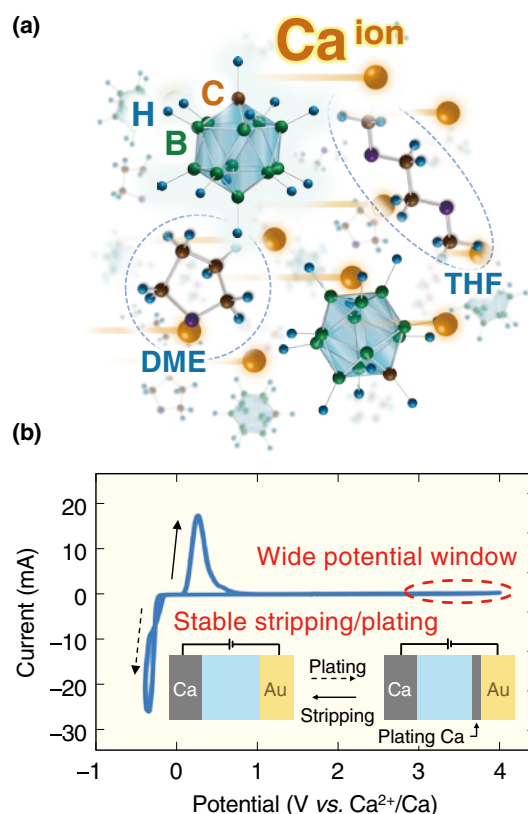 (a)
Ca ion
C
H
B
THF
DME
(b)
20
10
0
−10
−20
−30
Current (mA)
Wide potential window
Stable stripping/plating
Ca
Au
Plating
Stripping
Ca
Au
Plating Ca
−1
0
1
2
3
4
Potential (V vs. Ca²⁺/Ca)